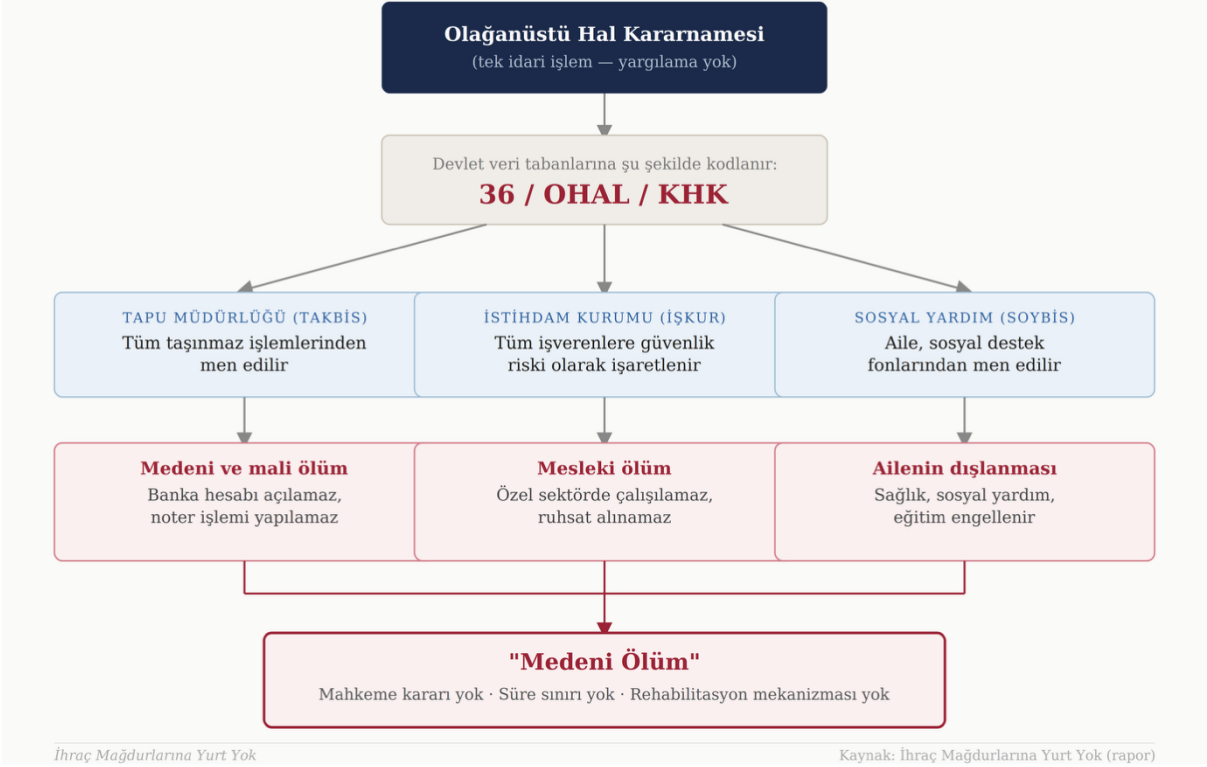 Olağanüstü Hal Kararnamesi
(tek idari işlem — yargılama yok)
Devlet veri tabanlarına şu şekilde kodlanır:
36 / OHAL / KHK
TAPU MÜDÜRLÜĞÜ (TAKBİS)
Tüm taşınmaz işlemlerinden
men edilir
İSTİHDAM KURUMU (İŞKUR)
Tüm işverenlere güvenlik
riski olarak işaretlenir
SOSYAL YARDIM (SOYBİS)
Aile, sosyal destek
fonlarından men edilir
Medeni ve mali ölüm
Banka hesabı açılamaz,
noter işlemi yapılamaz
Mesleki ölüm
Özel sektörde çalışılamaz,
ruhsat alınamaz
Ailenin dışlanması
Sağlık, sosyal yardım,
eğitim engellenir
"Medeni Ölüm"
Mahkeme kararı yok · Süre sınırı yok · Rehabilitasyon mekanizması yok
İhraç Mağdurlarına Yurt Yok
Kaynak: İhraç Mağdurlarına Yurt Yok (rapor)